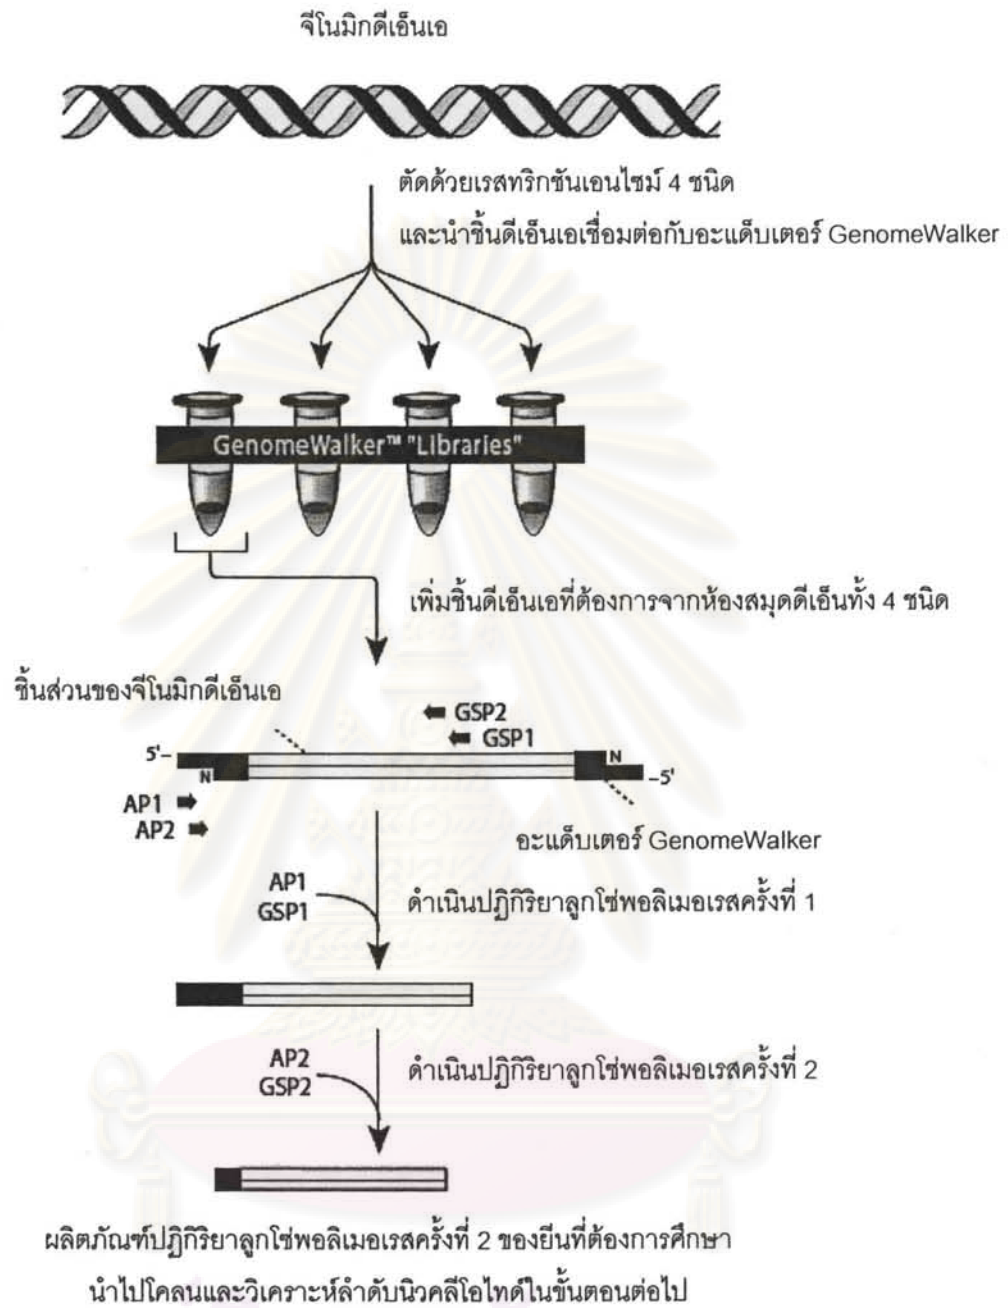 จีโนมิกดีเอ็นเอ
ตัดด้วยเรสทริกชันเอนไซม์ 4 ชนิด
และนำชิ้นดีเอ็นเอเชื่อมต่อกับอะแด็บเตอร์ GenomeWalker
GenomeWalker™ "Libraries"
เพิ่มชิ้นดีเอ็นเอที่ต้องการจากห้องสมุดดีเอ็นทั้ง 4 ชนิด
ชิ้นส่วนของจีโนมิกดีเอ็นเอ
GSP2
GSP1
5'–
N
N
–5'
AP1
AP2
อะแด็บเตอร์ GenomeWalker
AP1
GSP1
ดำเนินปฏิกิริยาลูกโซ่พอลิเมอเรสครั้งที่ 1
AP2
GSP2
ดำเนินปฏิกิริยาลูกโซ่พอลิเมอเรสครั้งที่ 2
ผลิตภัณฑ์ปฏิกิริยาลูกโซ่พอลิเมอเรสครั้งที่ 2 ของยีนที่ต้องการศึกษา
นำไปโคลนและวิเคราะห์ลำดับนิวคลีโอไทด์ในขั้นตอนต่อไป